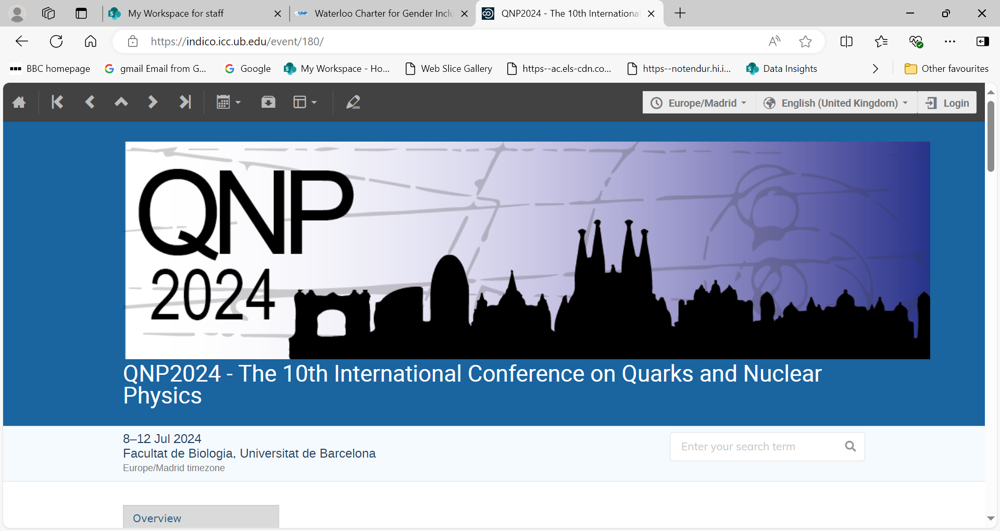 My Workspace for staff
Waterloo Charter for Gender Inclu
QNP2024 - The 10th International
https://indico.icc.ub.edu/event/180/
BBC homepage
gmail Email from G...
Google
My Workspace - Ho...
Web Slice Gallery
https--ac.els-cdn.co...
https--notendur.hi.i...
Data Insights
Other favourites
Europe/Madrid
English (United Kingdom)
Login
QNP
2024
QNP2024 - The 10th International Conference on Quarks and Nuclear
Physics
8–12 Jul 2024
Facultat de Biologia, Universitat de Barcelona
Europe/Madrid timezone
Enter your search term
Overview